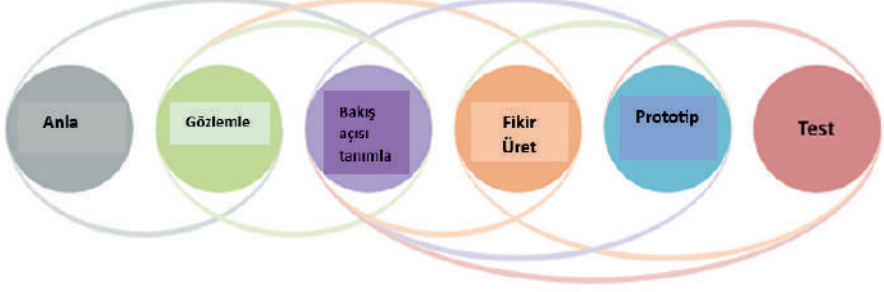 Anla
Gözlemle
Bakış
açısı
tanımla
Fikir
Üret
Prototip
Test